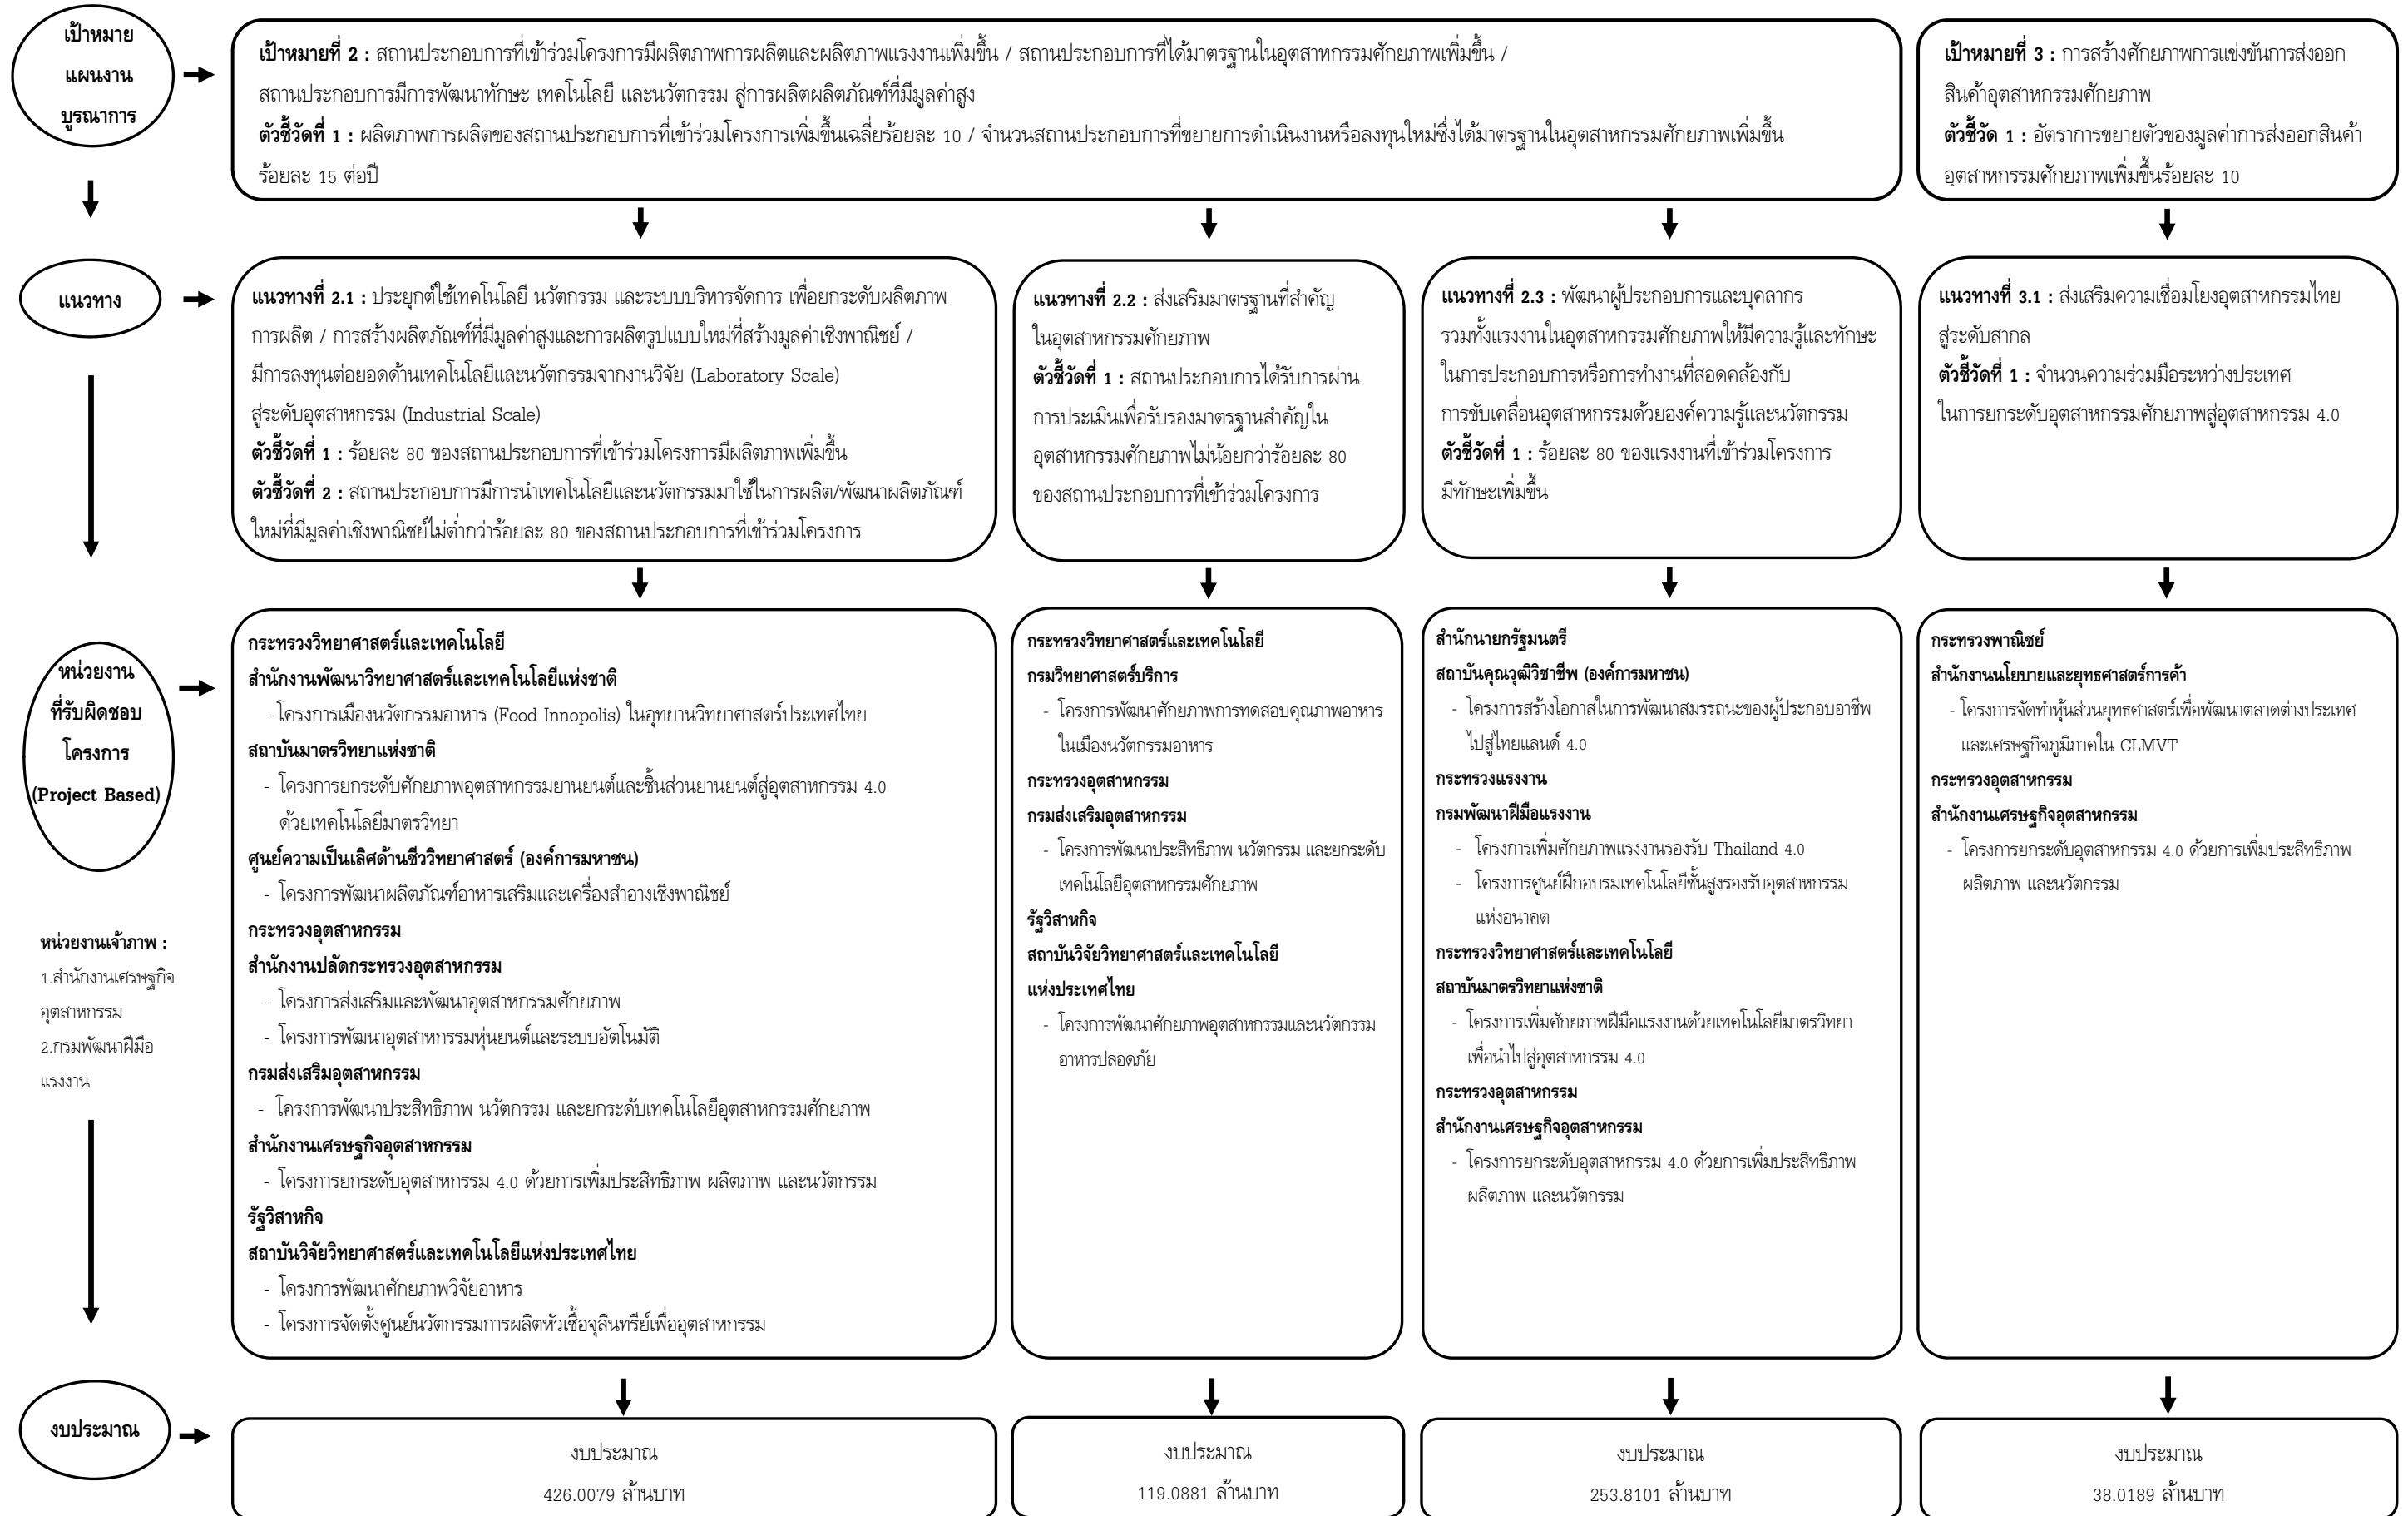 เป้าหมาย
แผนงาน
บูรณาการ
เป้าหมายที่ 2 : สถานประกอบการที่เข้าร่วมโครงการมีผลิตภาพการผลิตและผลิตภาพแรงงานเพิ่มขึ้น / สถานประกอบการที่ได้มาตรฐานในอุตสาหกรรมศักยภาพเพิ่มขึ้น /
สถานประกอบการมีการพัฒนาทักษะ เทคโนโลยี และนวัตกรรม สู่การผลิตผลิตภัณฑ์ที่มีมูลค่าสูง
ตัวชี้วัดที่ 1 : ผลิตภาพการผลิตของสถานประกอบการที่เข้าร่วมโครงการเพิ่มขึ้นเฉลี่ยร้อยละ 10 / จำนวนสถานประกอบการที่ขยายการดำเนินงานหรือลงทุนใหม่ซึ่งได้มาตรฐานในอุตสาหกรรมศักยภาพเพิ่มขึ้น
ร้อยละ 15 ต่อปี
เป้าหมายที่ 3 : การสร้างศักยภาพการแข่งขันการส่งออก
สินค้าอุตสาหกรรมศักยภาพ
ตัวชี้วัด 1 : อัตราการขยายตัวของมูลค่าการส่งออกสินค้า
อุตสาหกรรมศักยภาพเพิ่มขึ้นร้อยละ 10
แนวทาง
แนวทางที่ 2.1 : ประยุกต์ใช้เทคโนโลยี นวัตกรรม และระบบบริหารจัดการ เพื่อยกระดับผลิตภาพ
การผลิต / การสร้างผลิตภัณฑ์ที่มีมูลค่าสูงและการผลิตรูปแบบใหม่ที่สร้างมูลค่าเชิงพาณิชย์ /
มีการลงทุนต่อยอดด้านเทคโนโลยีและนวัตกรรมจากงานวิจัย (Laboratory Scale)
สู่ระดับอุตสาหกรรม (Industrial Scale)
ตัวชี้วัดที่ 1 : ร้อยละ 80 ของสถานประกอบการที่เข้าร่วมโครงการมีผลิตภาพเพิ่มขึ้น
ตัวชี้วัดที่ 2 : สถานประกอบการมีการนำเทคโนโลยีและนวัตกรรมมาใช้ในการผลิต/พัฒนาผลิตภัณฑ์
ใหม่ที่มีมูลค่าเชิงพาณิชย์ไม่ต่ำกว่าร้อยละ 80 ของสถานประกอบการที่เข้าร่วมโครงการ
แนวทางที่ 2.2 : ส่งเสริมมาตรฐานที่สำคัญ
ในอุตสาหกรรมศักยภาพ
ตัวชี้วัดที่ 1 : สถานประกอบการได้รับการผ่าน
การประเมินเพื่อรับรองมาตรฐานสำคัญใน
อุตสาหกรรมศักยภาพไม่น้อยกว่าร้อยละ 80
ของสถานประกอบการที่เข้าร่วมโครงการ
แนวทางที่ 2.3 : พัฒนาผู้ประกอบการและบุคลากร
รวมทั้งแรงงานในอุตสาหกรรมศักยภาพให้มีความรู้และทักษะ
ในการประกอบการหรือการทำงานที่สอดคล้องกับ
การขับเคลื่อนอุตสาหกรรมด้วยองค์ความรู้และนวัตกรรม
ตัวชี้วัดที่ 1 : ร้อยละ 80 ของแรงงานที่เข้าร่วมโครงการ
มีทักษะเพิ่มขึ้น
แนวทางที่ 3.1 : ส่งเสริมความเชื่อมโยงอุตสาหกรรมไทย
สู่ระดับสากล
ตัวชี้วัดที่ 1 : จำนวนความร่วมมือระหว่างประเทศ
ในการยกระดับอุตสาหกรรมศักยภาพสู่อุตสาหกรรม 4.0
หน่วยงาน
ที่รับผิดชอบ
โครงการ
(Project Based)
หน่วยงานเจ้าภาพ :
1.สำนักงานเศรษฐกิจ
อุตสาหกรรม
2.กรมพัฒนาฝีมือ
แรงงาน
กระทรวงวิทยาศาสตร์และเทคโนโลยี
สำนักงานพัฒนาวิทยาศาสตร์และเทคโนโลยีแห่งชาติ
- โครงการเมืองนวัตกรรมอาหาร (Food Innopolis) ในอุทยานวิทยาศาสตร์ประเทศไทย
สถาบันมาตรวิทยาแห่งชาติ
- โครงการยกระดับศักยภาพอุตสาหกรรมยานยนต์และชิ้นส่วนยานยนต์สู่อุตสาหกรรม 4.0
ด้วยเทคโนโลยีมาตรวิทยา
ศูนย์ความเป็นเลิศด้านชีววิทยาศาสตร์ (องค์การมหาชน)
- โครงการพัฒนาผลิตภัณฑ์อาหารเสริมและเครื่องสำอางเชิงพาณิชย์
กระทรวงอุตสาหกรรม
สำนักงานปลัดกระทรวงอุตสาหกรรม
- โครงการส่งเสริมและพัฒนาอุตสาหกรรมศักยภาพ
- โครงการพัฒนาอุตสาหกรรมหุ่นยนต์และระบบอัตโนมัติ
กรมส่งเสริมอุตสาหกรรม
- โครงการพัฒนาประสิทธิภาพ นวัตกรรม และยกระดับเทคโนโลยีอุตสาหกรรมศักยภาพ
สำนักงานเศรษฐกิจอุตสาหกรรม
- โครงการยกระดับอุตสาหกรรม 4.0 ด้วยการเพิ่มประสิทธิภาพ ผลิตภาพ และนวัตกรรม
รัฐวิสาหกิจ
สถาบันวิจัยวิทยาศาสตร์และเทคโนโลยีแห่งประเทศไทย
- โครงการพัฒนาศักยภาพวิจัยอาหาร
- โครงการจัดตั้งศูนย์นวัตกรรมการผลิตหัวเชื้อจุลินทรีย์เพื่ออุตสาหกรรม
กระทรวงวิทยาศาสตร์และเทคโนโลยี
กรมวิทยาศาสตร์บริการ
- โครงการพัฒนาศักยภาพการทดสอบคุณภาพอาหาร
ในเมืองนวัตกรรมอาหาร
กระทรวงอุตสาหกรรม
กรมส่งเสริมอุตสาหกรรม
- โครงการพัฒนาประสิทธิภาพ นวัตกรรม และยกระดับ
เทคโนโลยีอุตสาหกรรมศักยภาพ
รัฐวิสาหกิจ
สถาบันวิจัยวิทยาศาสตร์และเทคโนโลยี
แห่งประเทศไทย
- โครงการพัฒนาศักยภาพอุตสาหกรรมและนวัตกรรม
อาหารปลอดภัย
สำนักนายกรัฐมนตรี
สถาบันคุณวุฒิวิชาชีพ (องค์การมหาชน)
- โครงการสร้างโอกาสในการพัฒนาสมรรถนะของผู้ประกอบอาชีพ
ไปสู่ไทยแลนด์ 4.0
กระทรวงแรงงาน
กรมพัฒนาฝีมือแรงงาน
- โครงการเพิ่มศักยภาพแรงงานรองรับ Thailand 4.0
- โครงการศูนย์ฝึกอบรมเทคโนโลยีชั้นสูงรองรับอุตสาหกรรม
แห่งอนาคต
กระทรวงวิทยาศาสตร์และเทคโนโลยี
สถาบันมาตรวิทยาแห่งชาติ
- โครงการเพิ่มศักยภาพฝีมือแรงงานด้วยเทคโนโลยีมาตรวิทยา
เพื่อนำไปสู่อุตสาหกรรม 4.0
กระทรวงอุตสาหกรรม
สำนักงานเศรษฐกิจอุตสาหกรรม
- โครงการยกระดับอุตสาหกรรม 4.0 ด้วยการเพิ่มประสิทธิภาพ
ผลิตภาพ และนวัตกรรม
กระทรวงพาณิชย์
สำนักงานนโยบายและยุทธศาสตร์การค้า
- โครงการจัดทำหุ้นส่วนยุทธศาสตร์เพื่อพัฒนาตลาดต่างประเทศ
และเศรษฐกิจภูมิภาคใน CLMVT
กระทรวงอุตสาหกรรม
สำนักงานเศรษฐกิจอุตสาหกรรม
- โครงการยกระดับอุตสาหกรรม 4.0 ด้วยการเพิ่มประสิทธิภาพ
ผลิตภาพ และนวัตกรรม
งบประมาณ
งบประมาณ
426.0079 ล้านบาท
งบประมาณ
119.0881 ล้านบาท
งบประมาณ
253.8101 ล้านบาท
งบประมาณ
38.0189 ล้านบาท